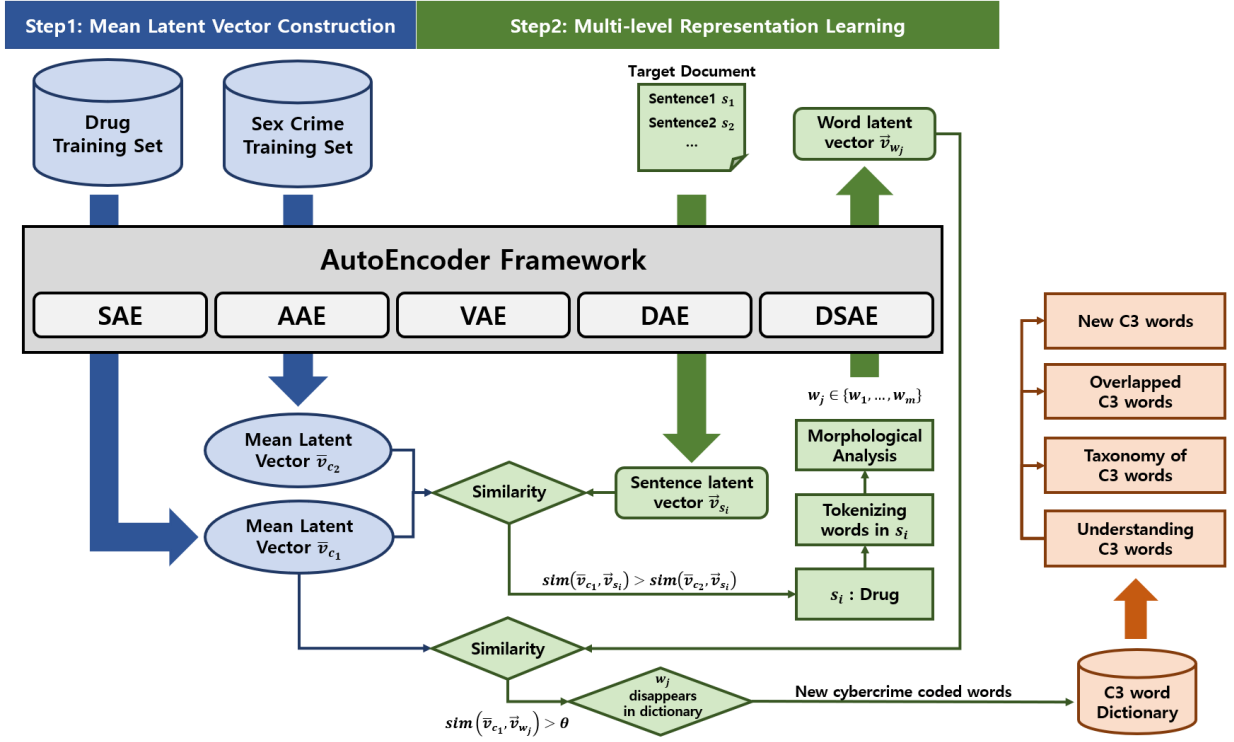 Step1: Mean Latent Vector Construction
Step2: Multi-level Representation Learning
Drug
Training Set
Sex Crime
Training Set
Target Document
Sentence1 s₁
Sentence2 s₂
...
Word latent
vector v⃗_{w_j}
AutoEncoder Framework
SAE
AAE
VAE
DAE
DSAE
w_j ∈ {w₁, ..., w_m}
Mean Latent
Vector v̅_{c₂}
Mean Latent
Vector v̅_{c₁}
Similarity
Sentence latent
vector v⃗_{s_i}
Morphological
Analysis
Tokenizing
words in s_i
s_i : Drug
sim(v̅_{c₁}, v⃗_{s_i}) > sim(v̅_{c₂}, v⃗_{s_i})
Similarity
sim(v̅_{c₁}, v⃗_{w_j}) > θ
w_j
disappears
in dictionary
New cybercrime coded words
C3 word
Dictionary
New C3 words
Overlapped
C3 words
Taxonomy of
C3 words
Understanding
C3 words